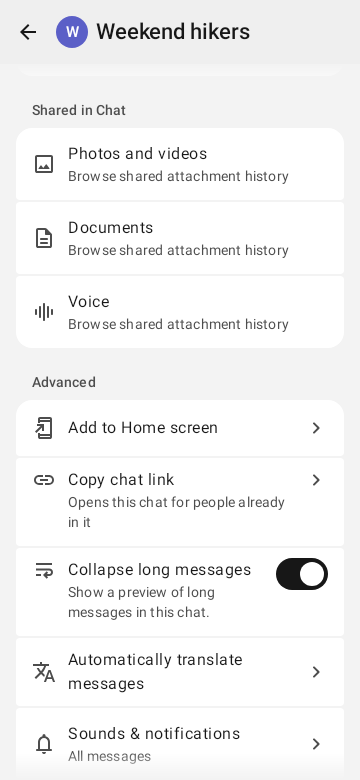 W Weekend hikers
Shared in Chat
Photos and videos
Browse shared attachment history
Documents
Browse shared attachment history
Voice
Browse shared attachment history
Advanced
Add to Home screen
Copy chat link
Opens this chat for people already
in it
Collapse long messages
Show a preview of long
messages in this chat.
Automatically translate
messages
Sounds & notifications
All messages